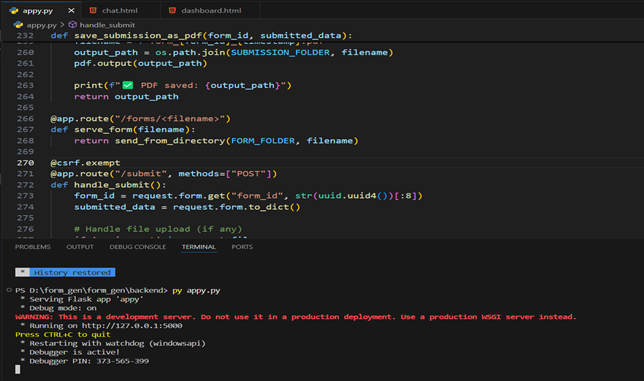 appy.py × chat.html dashboard.html
appy.py > handle_submit
232 def save_submission_as_pdf(form_id, submitted_data):
260 output_path = os.path.join(SUBMISSION_FOLDER, filename)
261 pdf.output(output_path)
262
263 print(f"✅ PDF saved: {output_path}")
264 return output_path
265
266 @app.route("/forms/<filename>")
267 def serve_form(filename):
268 return send_from_directory(FORM_FOLDER, filename)
269
270 @csrf.exempt
271 @app.route("/submit", methods=["POST"])
272 def handle_submit():
273 form_id = request.form.get("form_id", str(uuid.uuid4())[:8])
274 submitted_data = request.form.to_dict()
275
276 # Handle file upload (if any)
PROBLEMS OUTPUT DEBUG CONSOLE TERMINAL PORTS
* History restored
PS D:\form_gen\form_gen\backend> py appy.py
* Serving Flask app 'appy'
* Debug mode: on
WARNING: This is a development server. Do not use it in a production deployment. Use a production WSGI server instead.
* Running on http://127.0.0.1:5000
Press CTRL+C to quit
* Restarting with watchdog (windowsapi)
* Debugger is active!
* Debugger PIN: 373-565-399